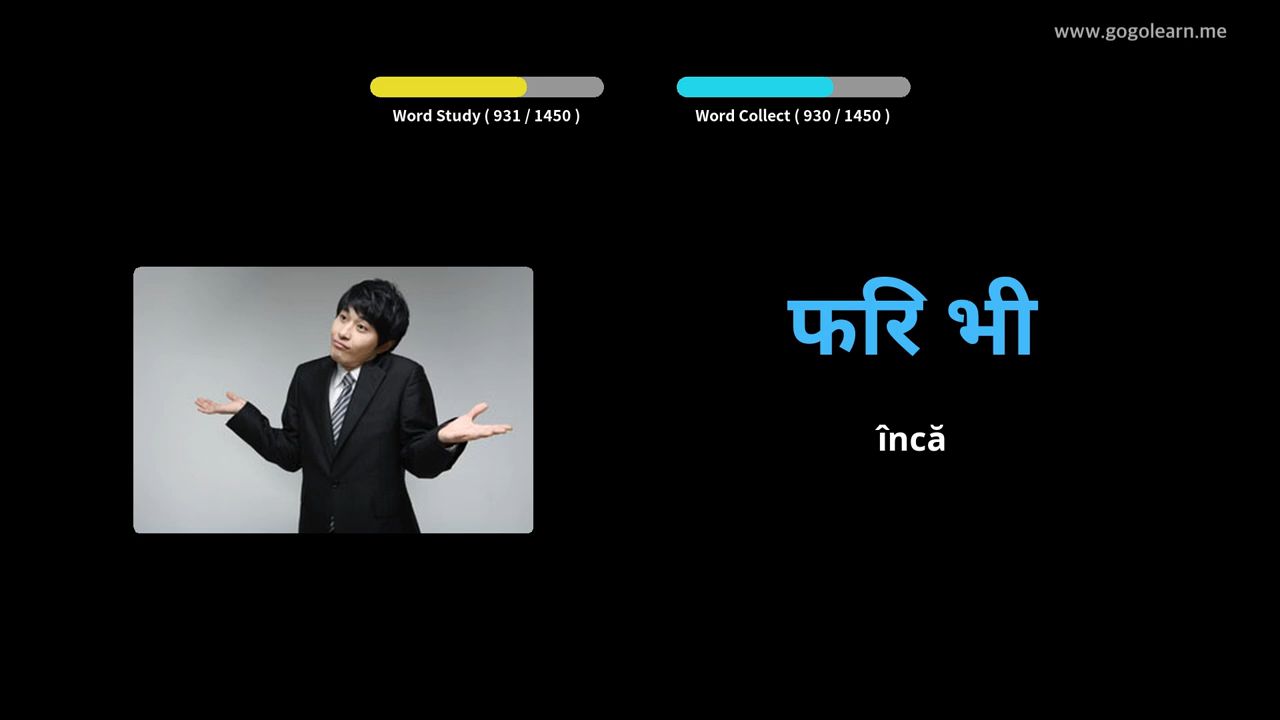 www.gogolearn.me
Word Study ( 931 / 1450 )
Word Collect ( 930 / 1450 )
फरि भी
încă